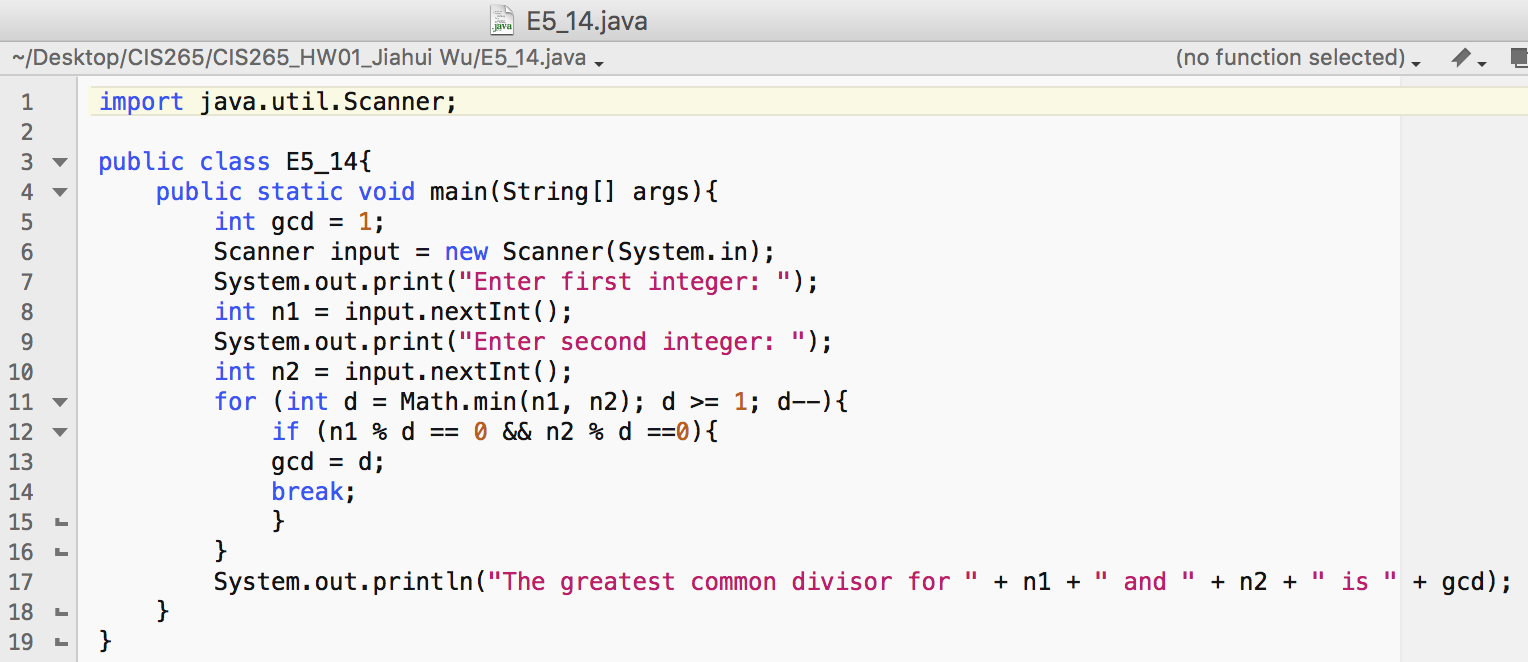 E5_14.java
~/Desktop/CIS265/CIS265_HW01_Jiahui Wu/E5_14.java (no function selected)
1 import java.util.Scanner;
2
3 public class E5_14{
4 public static void main(String[] args){
5 int gcd = 1;
6 Scanner input = new Scanner(System.in);
7 System.out.print("Enter first integer: ");
8 int n1 = input.nextInt();
9 System.out.print("Enter second integer: ");
10 int n2 = input.nextInt();
11 for (int d = Math.min(n1, n2); d >= 1; d--){
12 if (n1 % d == 0 && n2 % d ==0){
13 gcd = d;
14 break;
15 }
16 }
17 System.out.println("The greatest common divisor for " + n1 + " and " + n2 + " is " + gcd);
18 }
19 }